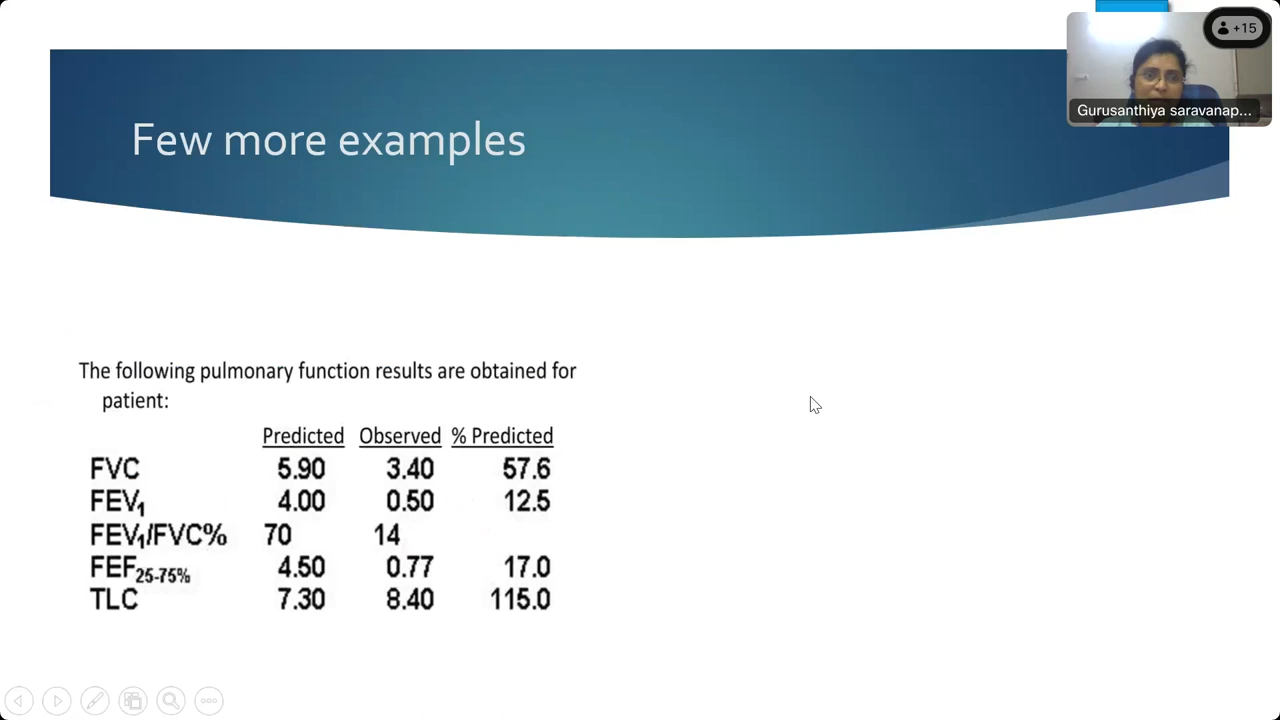 +15
Gurusanthiya saravanap...
Few more examples
The following pulmonary function results are obtained for
patient:
Predicted Observed % Predicted
FVC 5.90 3.40 57.6
FEV1 4.00 0.50 12.5
FEV1/FVC% 70 14
FEF25-75% 4.50 0.77 17.0
TLC 7.30 8.40 115.0